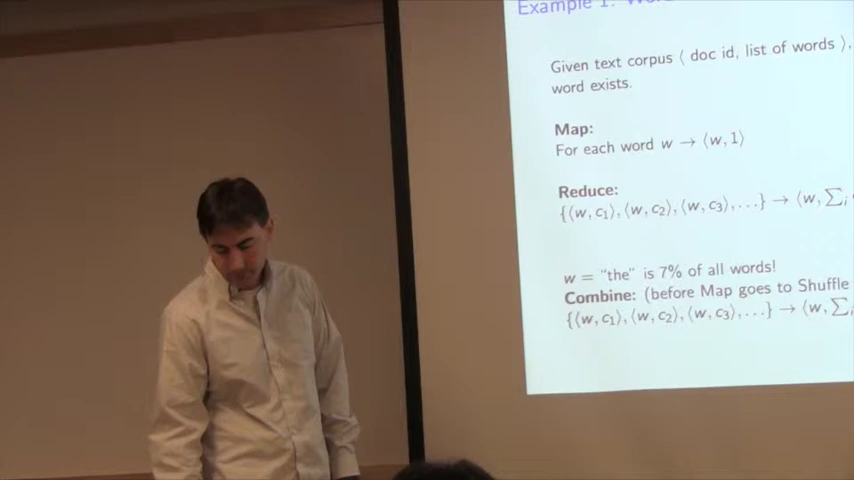 Example 1:
Given text corpus ⟨ doc id, list of words ⟩,
word exists.
Map:
For each word w → ⟨w, 1⟩
Reduce:
{⟨w, c₁⟩, ⟨w, c₂⟩, ⟨w, c₃⟩, . . .} → ⟨w, ∑ᵢ
w = "the" is 7% of all words!
Combine: (before Map goes to Shuffle
{⟨w, c₁⟩, ⟨w, c₂⟩, ⟨w, c₃⟩, . . .} → ⟨w, ∑ᵢ